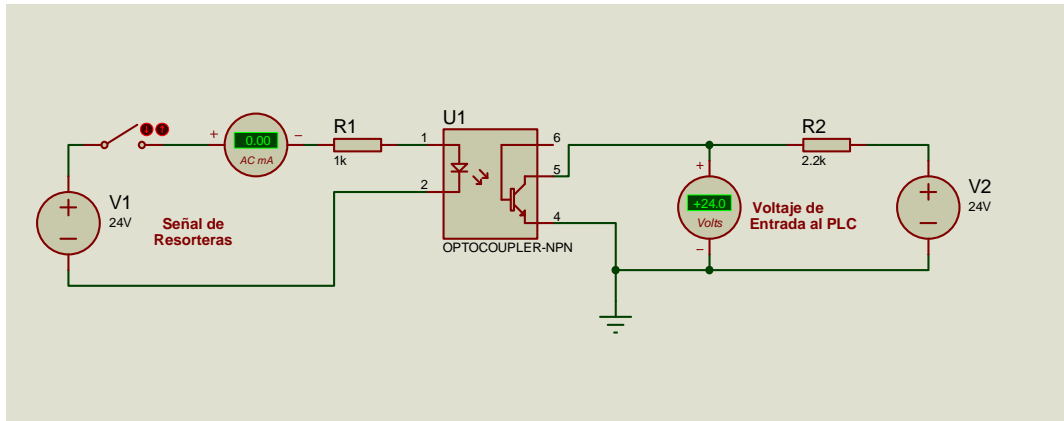 V1
24V
Señal de
Resorteras
+
0.00
AC mA
−
R1
1k
U1
1
2
6
5
4
OPTOCOUPLER-NPN
+
+24.0
Volts
−
Voltaje de
Entrada al PLC
R2
2.2k
V2
24V